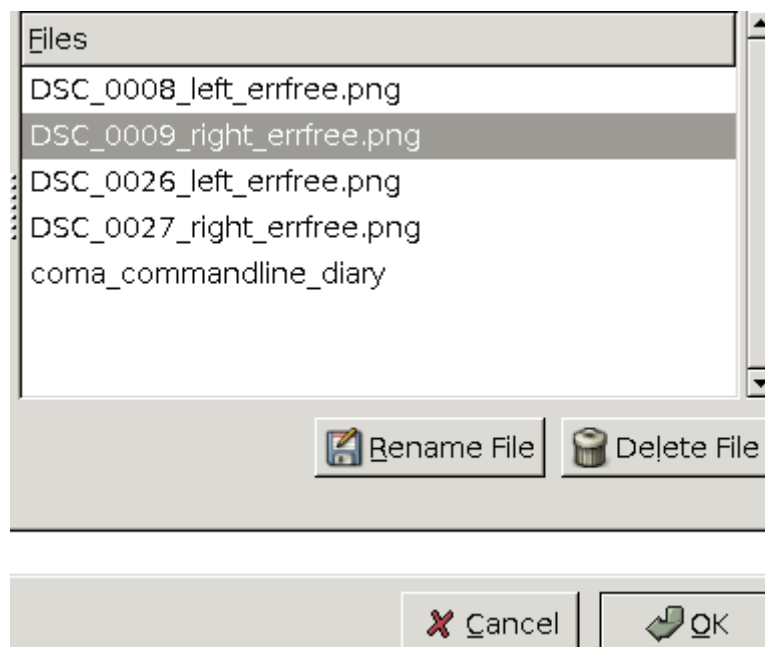 Files
DSC_0008_left_errfree.png
DSC_0009_right_errfree.png
DSC_0026_left_errfree.png
DSC_0027_right_errfree.png
coma_commandline_diary
Rename File Delete File
Cancel OK